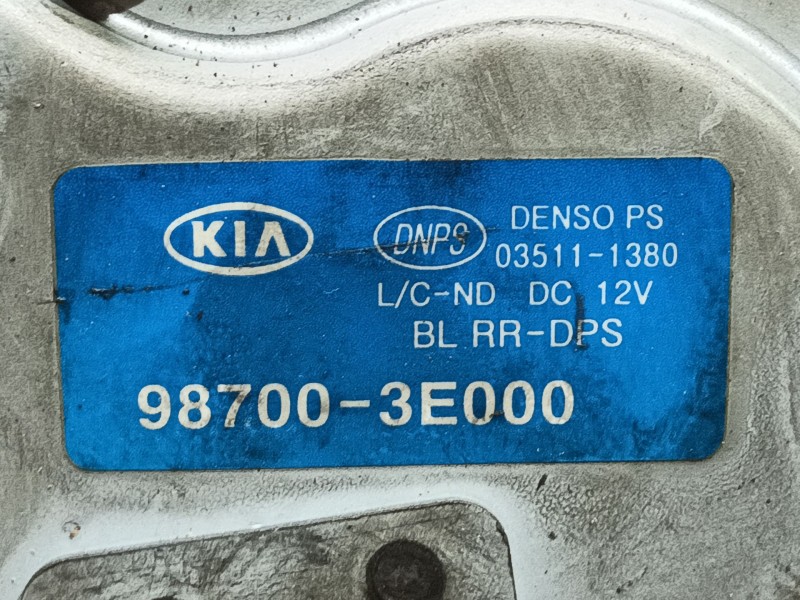 KIA DNPS DENSO PS
03511-1380
L/C-ND DC 12V
BL RR-DPS
98700-3E000